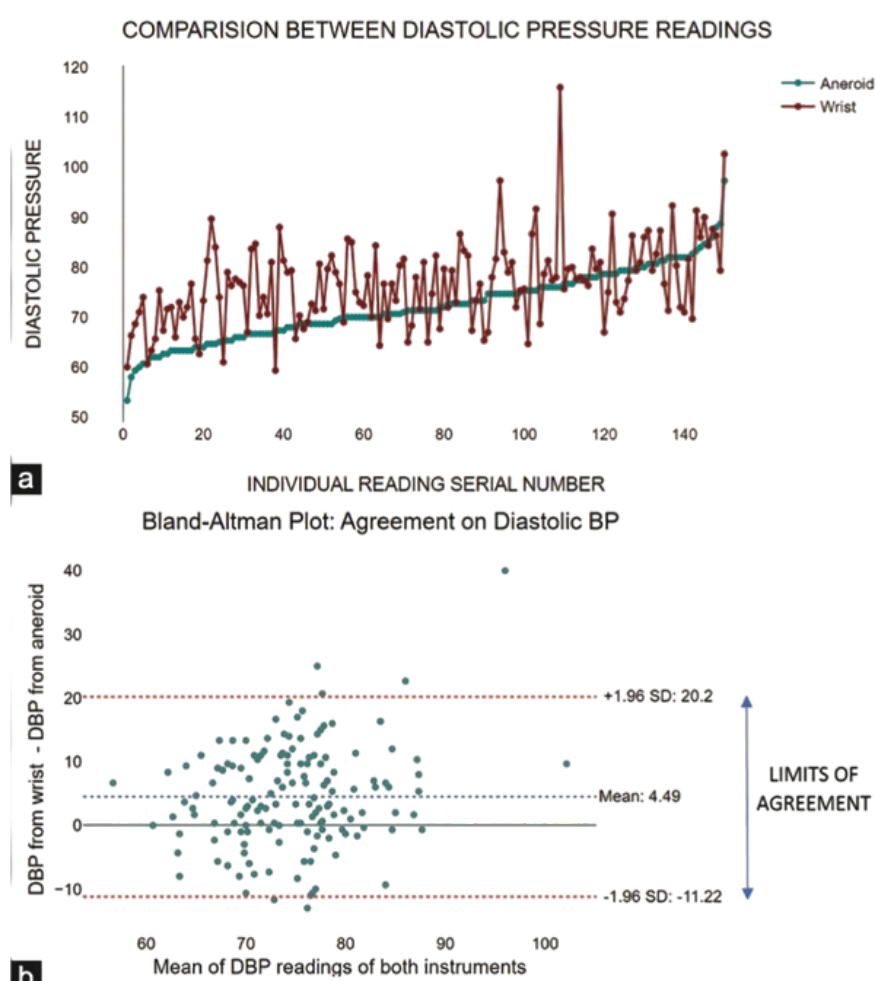 COMPARISION BETWEEN DIASTOLIC PRESSURE READINGS
120
110
100
90
80
70
60
50
DIASTOLIC PRESSURE
Aneroid
Wrist
0 20 40 60 80 100 120 140
a
INDIVIDUAL READING SERIAL NUMBER
Bland-Altman Plot: Agreement on Diastolic BP
DBP from wrist - DBP from aneroid
40
30
20
10
0
-10
+1.96 SD: 20.2
Mean: 4.49
-1.96 SD: -11.22
LIMITS OF
AGREEMENT
60 70 80 90 100
Mean of DBP readings of both instruments
b